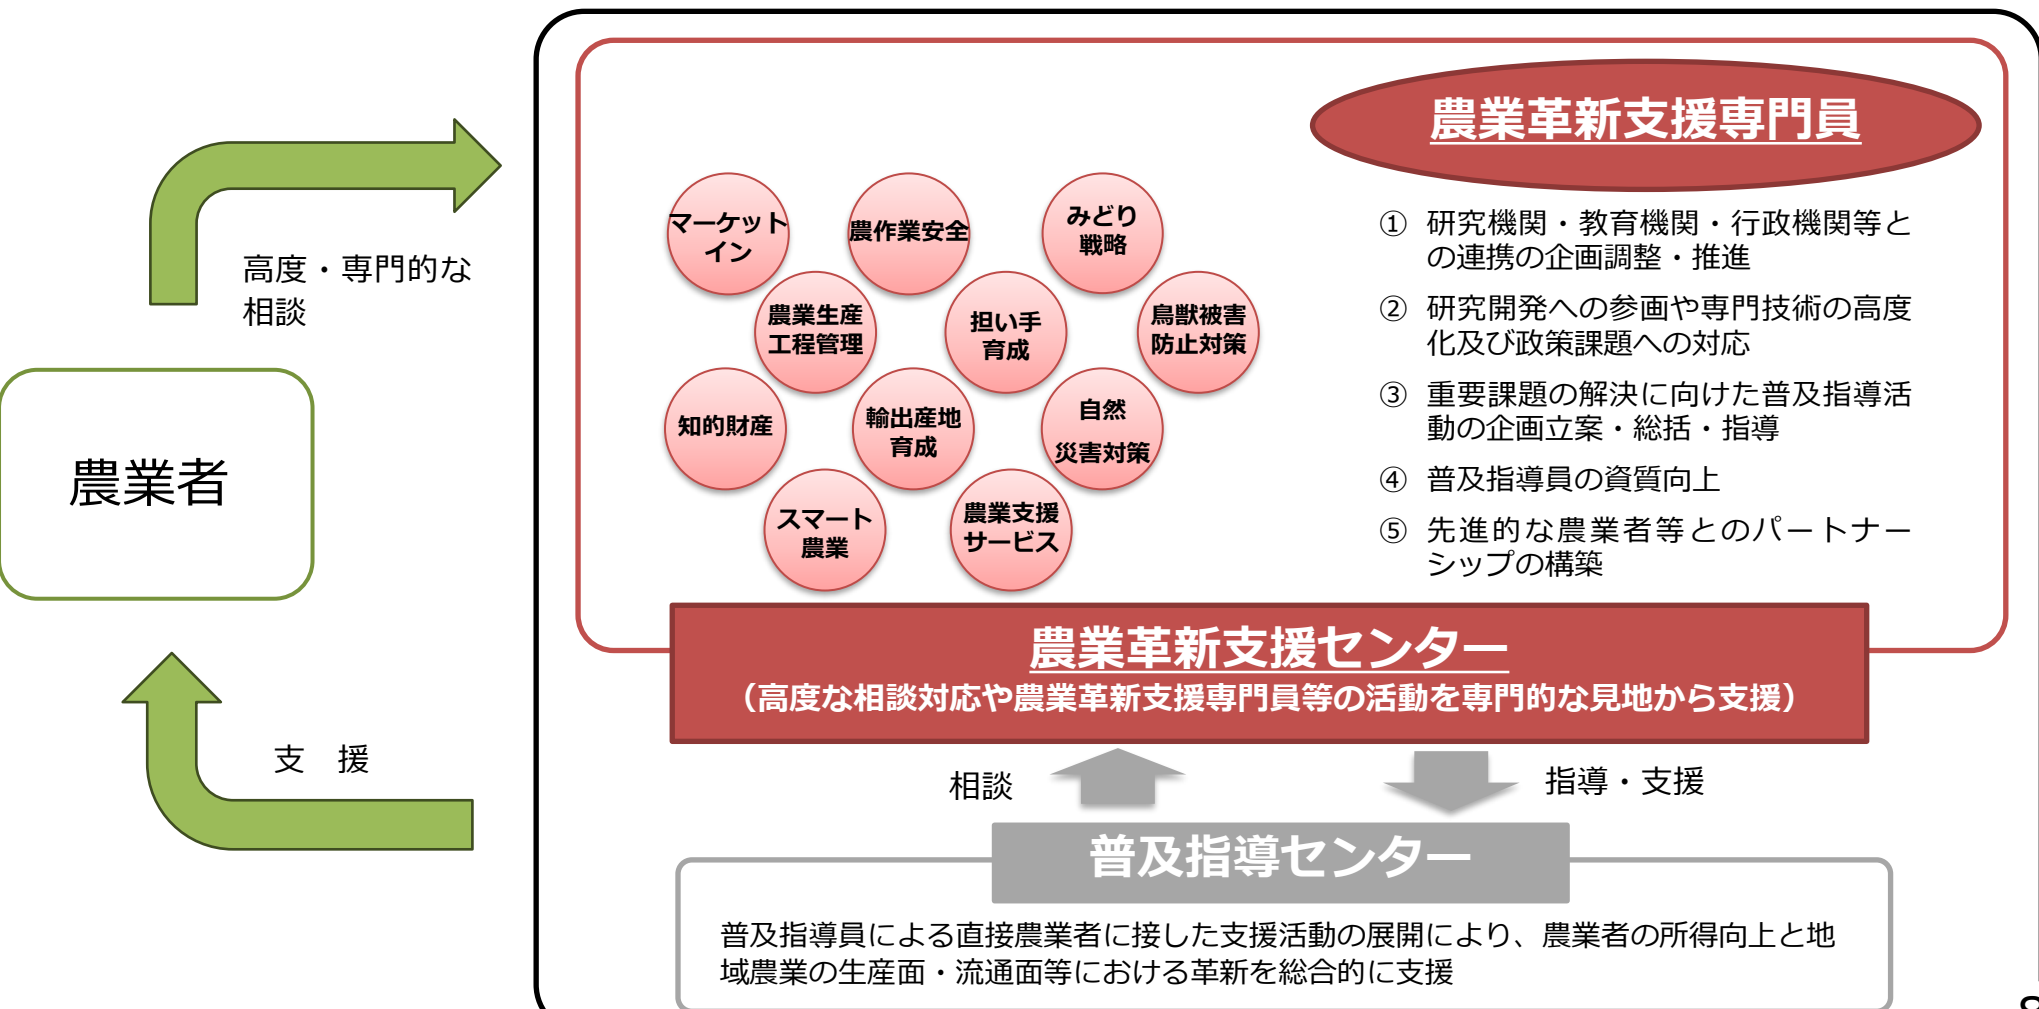 農業革新支援専門員
① 研究機関・教育機関・行政機関等と
の連携の企画調整・推進
② 研究開発への参画や専門技術の高度
化及び政策課題への対応
③ 重要課題の解決に向けた普及指導活
動の企画立案・総括・指導
④ 普及指導員の資質向上
⑤ 先進的な農業者等とのパートナー
シップの構築
マーケット
イン
農作業安全
みどり
戦略
農業生産
工程管理
担い手
育成
鳥獣被害
防止対策
知的財産
輸出産地
育成
自然
災害対策
スマート
農業
農業支援
サービス
高度・専門的な
相談
農業者
支 援
農業革新支援センター
（高度な相談対応や農業革新支援専門員等の活動を専門的な見地から支援）
相談
指導・支援
普及指導センター
普及指導員による直接農業者に接した支援活動の展開により、農業者の所得向上と地
域農業の生産面・流通面等における革新を総合的に支援